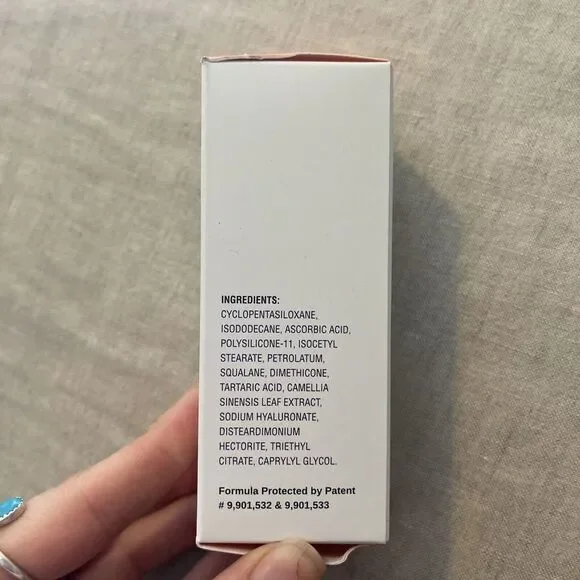 INGREDIENTS:
CYCLOPENTASILOXANE,
ISODODECANE, ASCORBIC ACID,
POLYSILICONE-11, ISOCETYL
STEARATE, PETROLATUM,
SQUALANE, DIMETHICONE,
TARTARIC ACID, CAMELLIA
SINENSIS LEAF EXTRACT,
SODIUM HYALURONATE,
DISTEARDIMONIUM
HECTORITE, TRIETHYL
CITRATE, CAPRYLYL GLYCOL.
Formula Protected by Patent
# 9,901,532 & 9,901,533